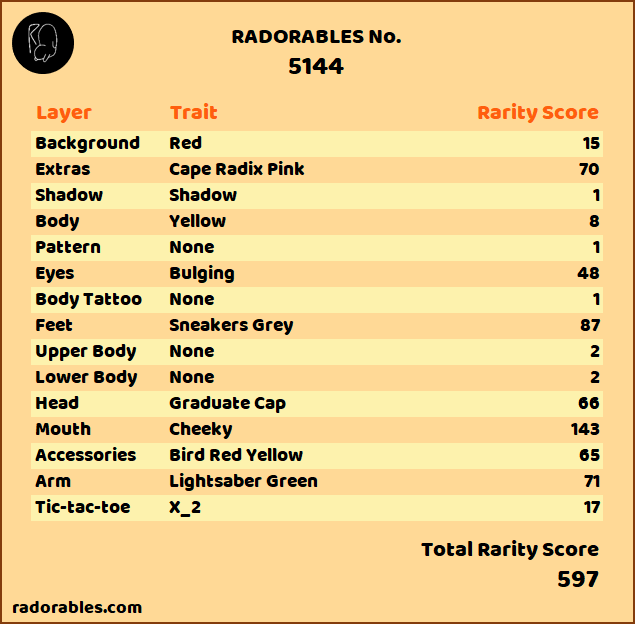 RADORABLES No.
5144
Layer Trait Rarity Score
Background Red 15
Extras Cape Radix Pink 70
Shadow Shadow 1
Body Yellow 8
Pattern None 1
Eyes Bulging 48
Body Tattoo None 1
Feet Sneakers Grey 87
Upper Body None 2
Lower Body None 2
Head Graduate Cap 66
Mouth Cheeky 143
Accessories Bird Red Yellow 65
Arm Lightsaber Green 71
Tic-tac-toe X_2 17
Total Rarity Score
597
radorables.com